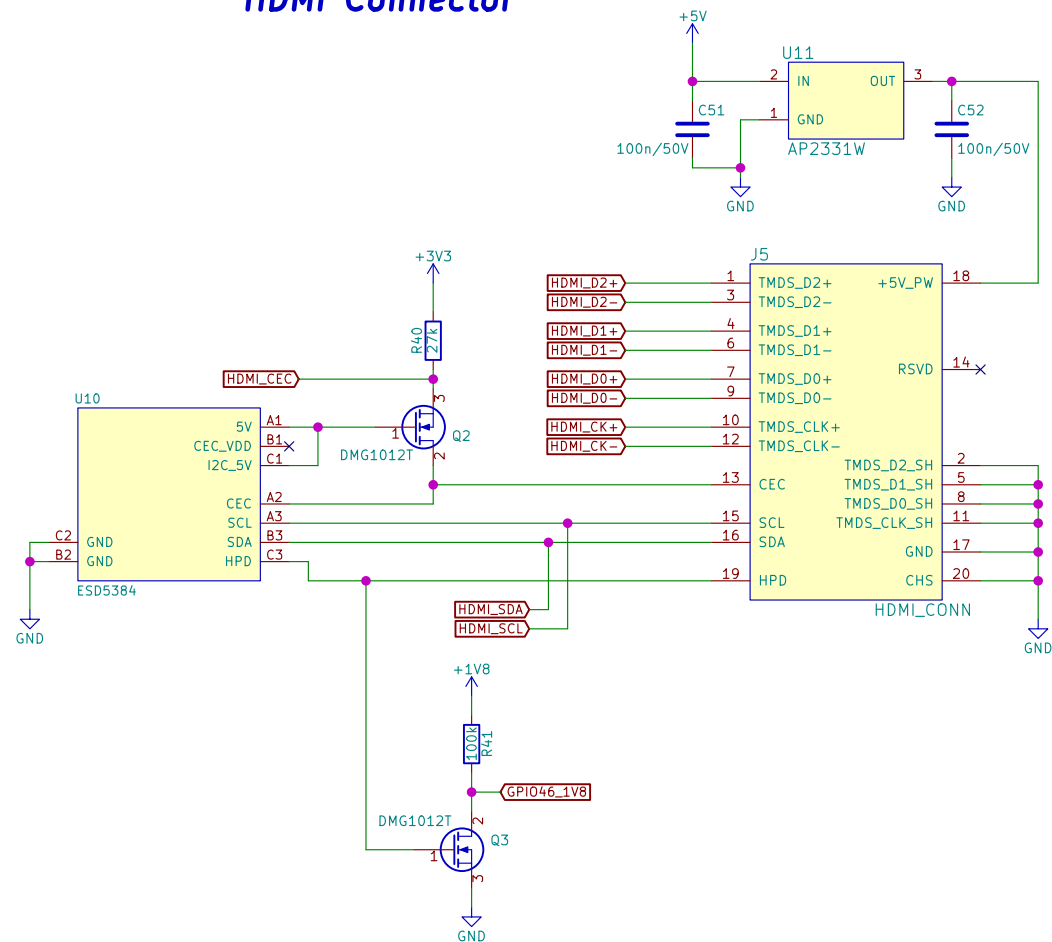 HDMI Connector
+5V
U11
2 IN OUT 3
C51
1 GND
C52
100n/50V
AP2331W
100n/50V
GND
GND
+3V3
R40
27k
HDMI_CEC
3
1
Q2
DMG1012T
2
U10
5V A1
CEC_VDD B1
I2C_5V C1
CEC A2
SCL A3
C2 GND SDA B3
B2 GND HPD C3
ESD5384
GND
J5
HDMI_D2+ 1 TMDS_D2+ +5V_PW 18
HDMI_D2- 3 TMDS_D2-
HDMI_D1+ 4 TMDS_D1+
HDMI_D1- 6 TMDS_D1-
RSVD 14
HDMI_D0+ 7 TMDS_D0+
HDMI_D0- 9 TMDS_D0-
HDMI_CK+ 10 TMDS_CLK+
HDMI_CK- 12 TMDS_CLK-
TMDS_D2_SH 2
13 CEC TMDS_D1_SH 5
TMDS_D0_SH 8
15 SCL TMDS_CLK_SH 11
16 SDA
GND 17
19 HPD CHS 20
HDMI_CONN
GND
HDMI_SDA
HDMI_SCL
+1V8
100k
R41
GPIO46_1V8
DMG1012T
2
Q3
1
3
GND